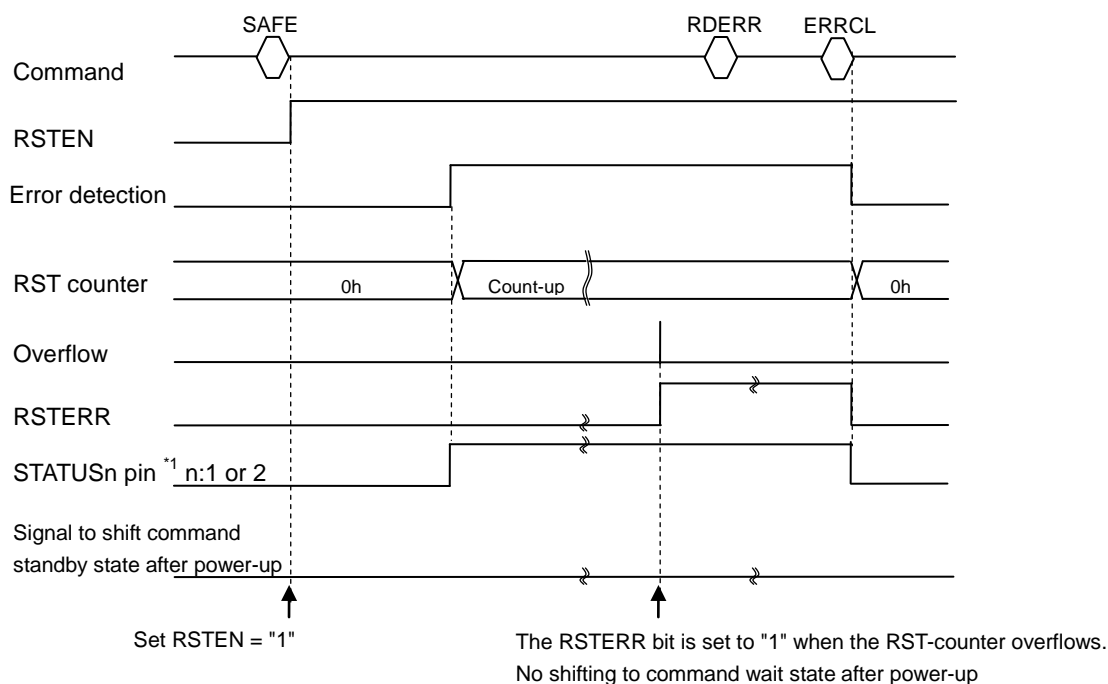 SAFE RDERR ERRCL
Command
RSTEN
Error detection
RST counter 0h Count-up 0h
Overflow
RSTERR
STATUSn pin *1 n:1 or 2
Signal to shift command
standby state after power-up
Set RSTEN = "1"
The RSTERR bit is set to "1" when the RST-counter overflows.
No shifting to command wait state after power-up